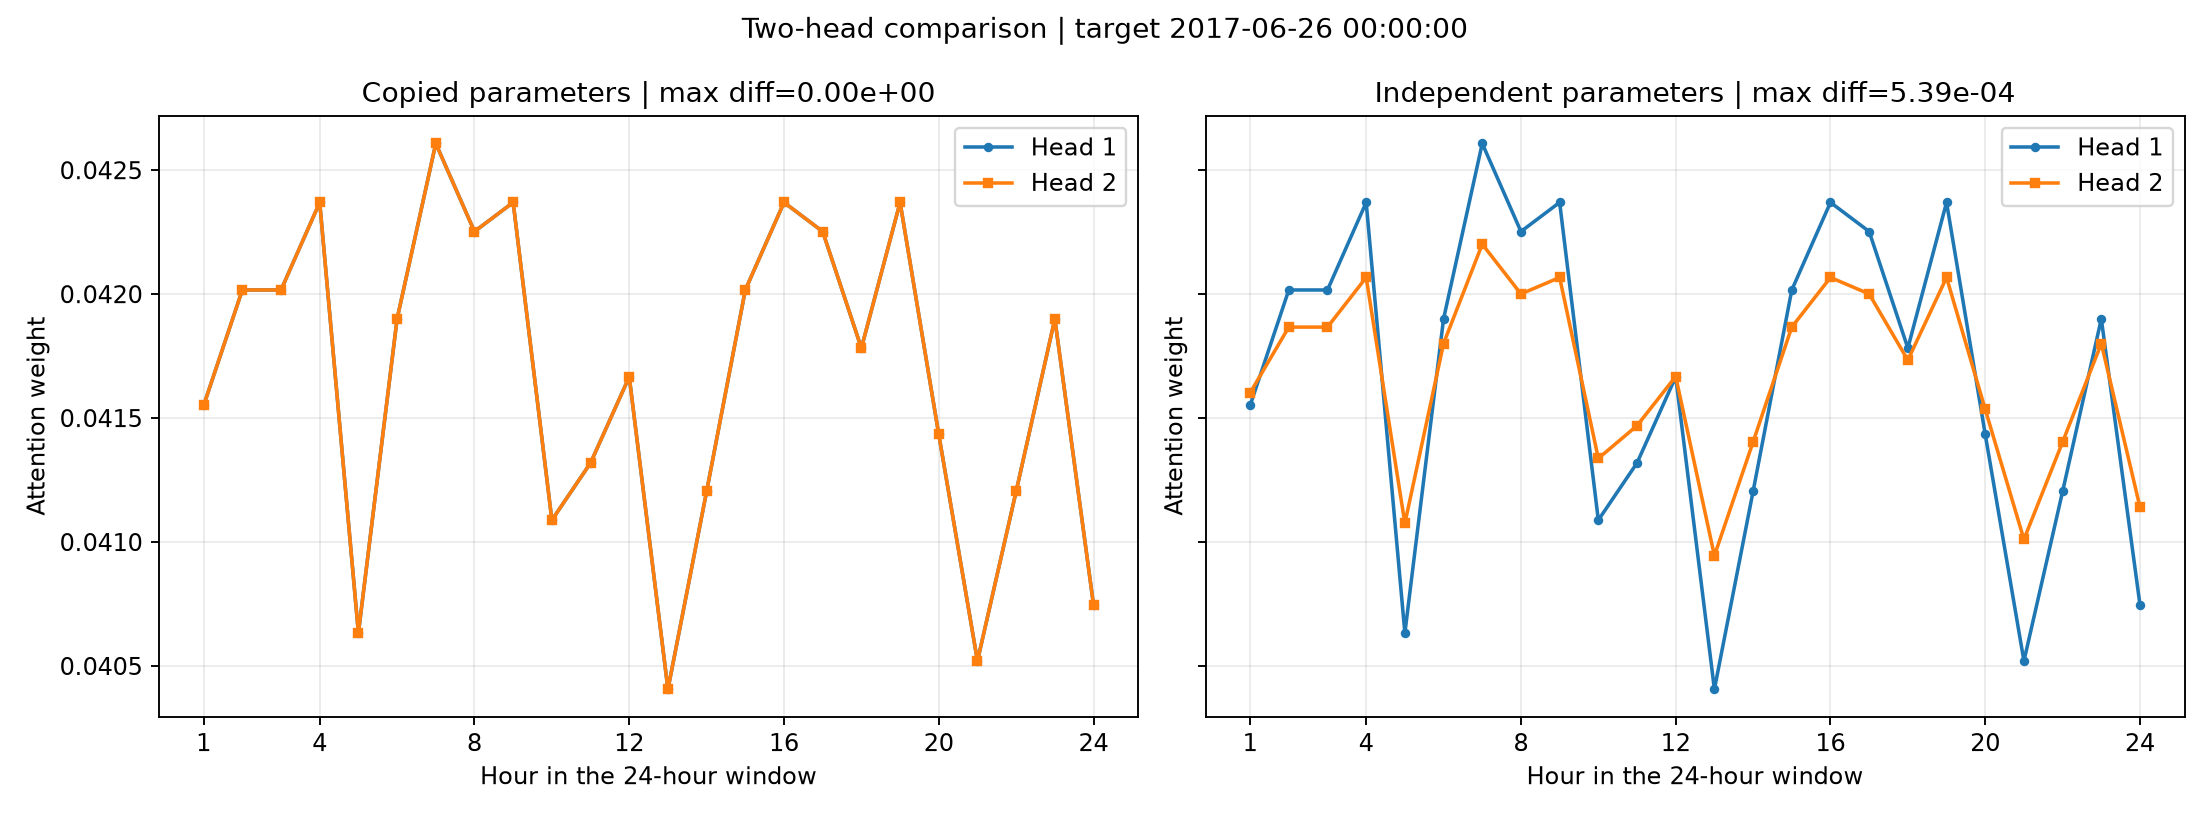 Two-head comparison | target 2017-06-26 00:00:00
Copied parameters | max diff=0.00e+00
Head 1
Head 2
Attention weight
0.0425
0.0420
0.0415
0.0410
0.0405
1 4 8 12 16 20 24
Hour in the 24-hour window
Independent parameters | max diff=5.39e-04
Head 1
Head 2
Attention weight
1 4 8 12 16 20 24
Hour in the 24-hour window